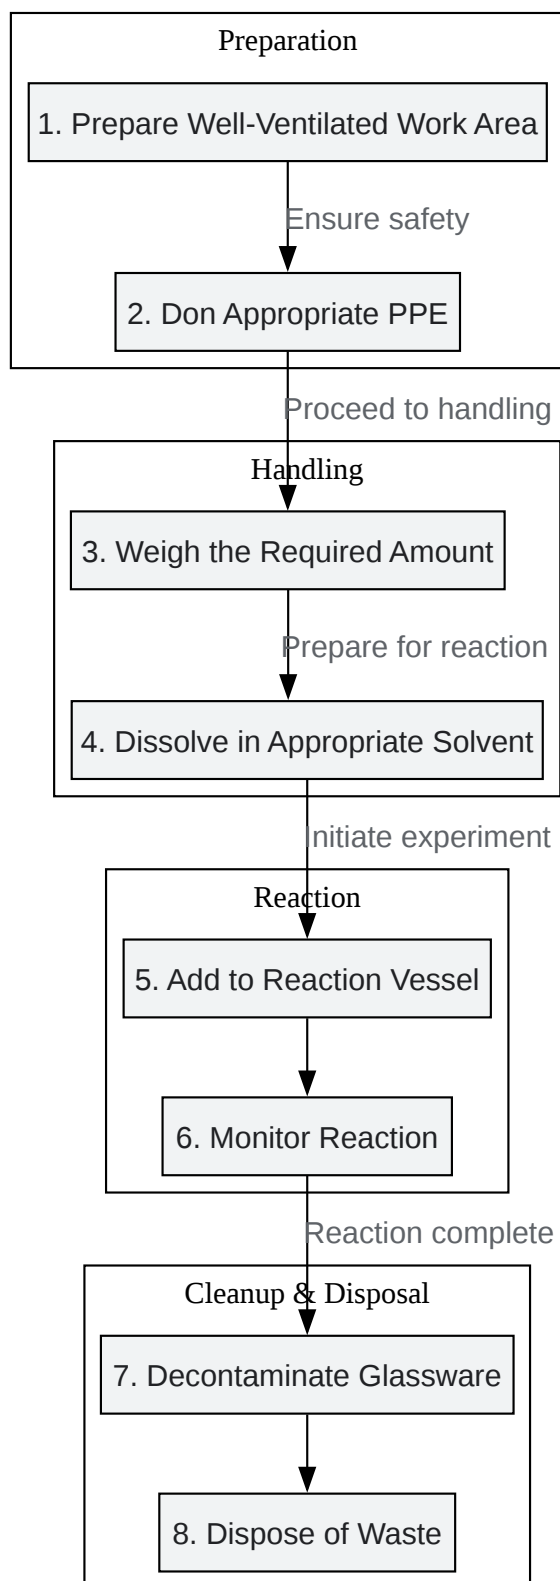 Preparation
1. Prepare Well-Ventilated Work Area
Ensure safety
2. Don Appropriate PPE
Proceed to handling
Handling
3. Weigh the Required Amount
Prepare for reaction
4. Dissolve in Appropriate Solvent
Initiate experiment
Reaction
5. Add to Reaction Vessel
6. Monitor Reaction
Reaction complete
Cleanup & Disposal
7. Decontaminate Glassware
8. Dispose of Waste